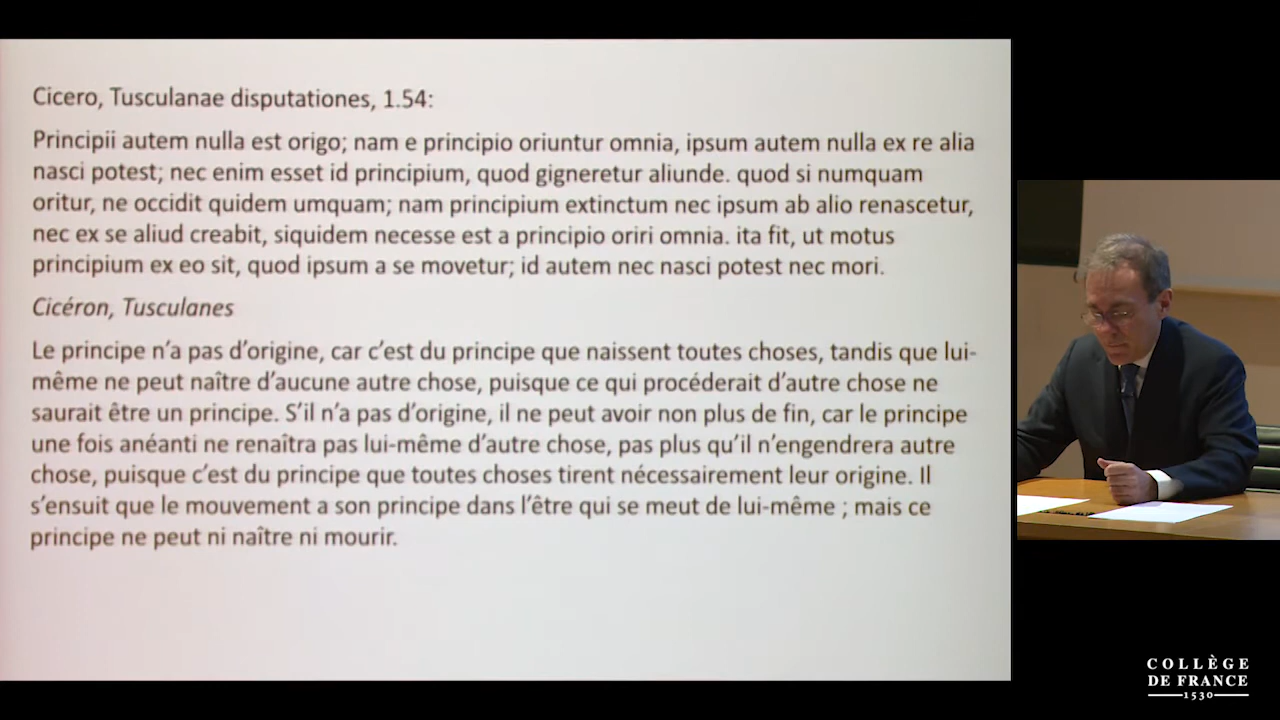 Cicero, Tusculanae disputationes, 1.54:
Principii autem nulla est origo; nam e principio oriuntur omnia, ipsum autem nulla ex re alia
nasci potest; nec enim esset id principium, quod gigneretur aliunde. quod si numquam
oritur, ne occidit quidem umquam; nam principium extinctum nec ipsum ab alio renascetur,
nec ex se aliud creabit, siquidem necesse est a principio oriri omnia. ita fit, ut motus
principium ex eo sit, quod ipsum a se movetur; id autem nec nasci potest nec mori.
Cicéron, Tusculanes
Le principe n’a pas d’origine, car c’est du principe que naissent toutes choses, tandis que lui-
même ne peut naître d’aucune autre chose, puisque ce qui procéderait d’autre chose ne
saurait être un principe. S’il n’a pas d’origine, il ne peut avoir non plus de fin, car le principe
une fois anéanti ne renaîtra pas lui-même d’autre chose, pas plus qu’il n’engendrera autre
chose, puisque c’est du principe que toutes choses tirent nécessairement leur origine. Il
s’ensuit que le mouvement a son principe dans l’être qui se meut de lui-même ; mais ce
principe ne peut ni naître ni mourir.
COLLÈGE
DE FRANCE
1530